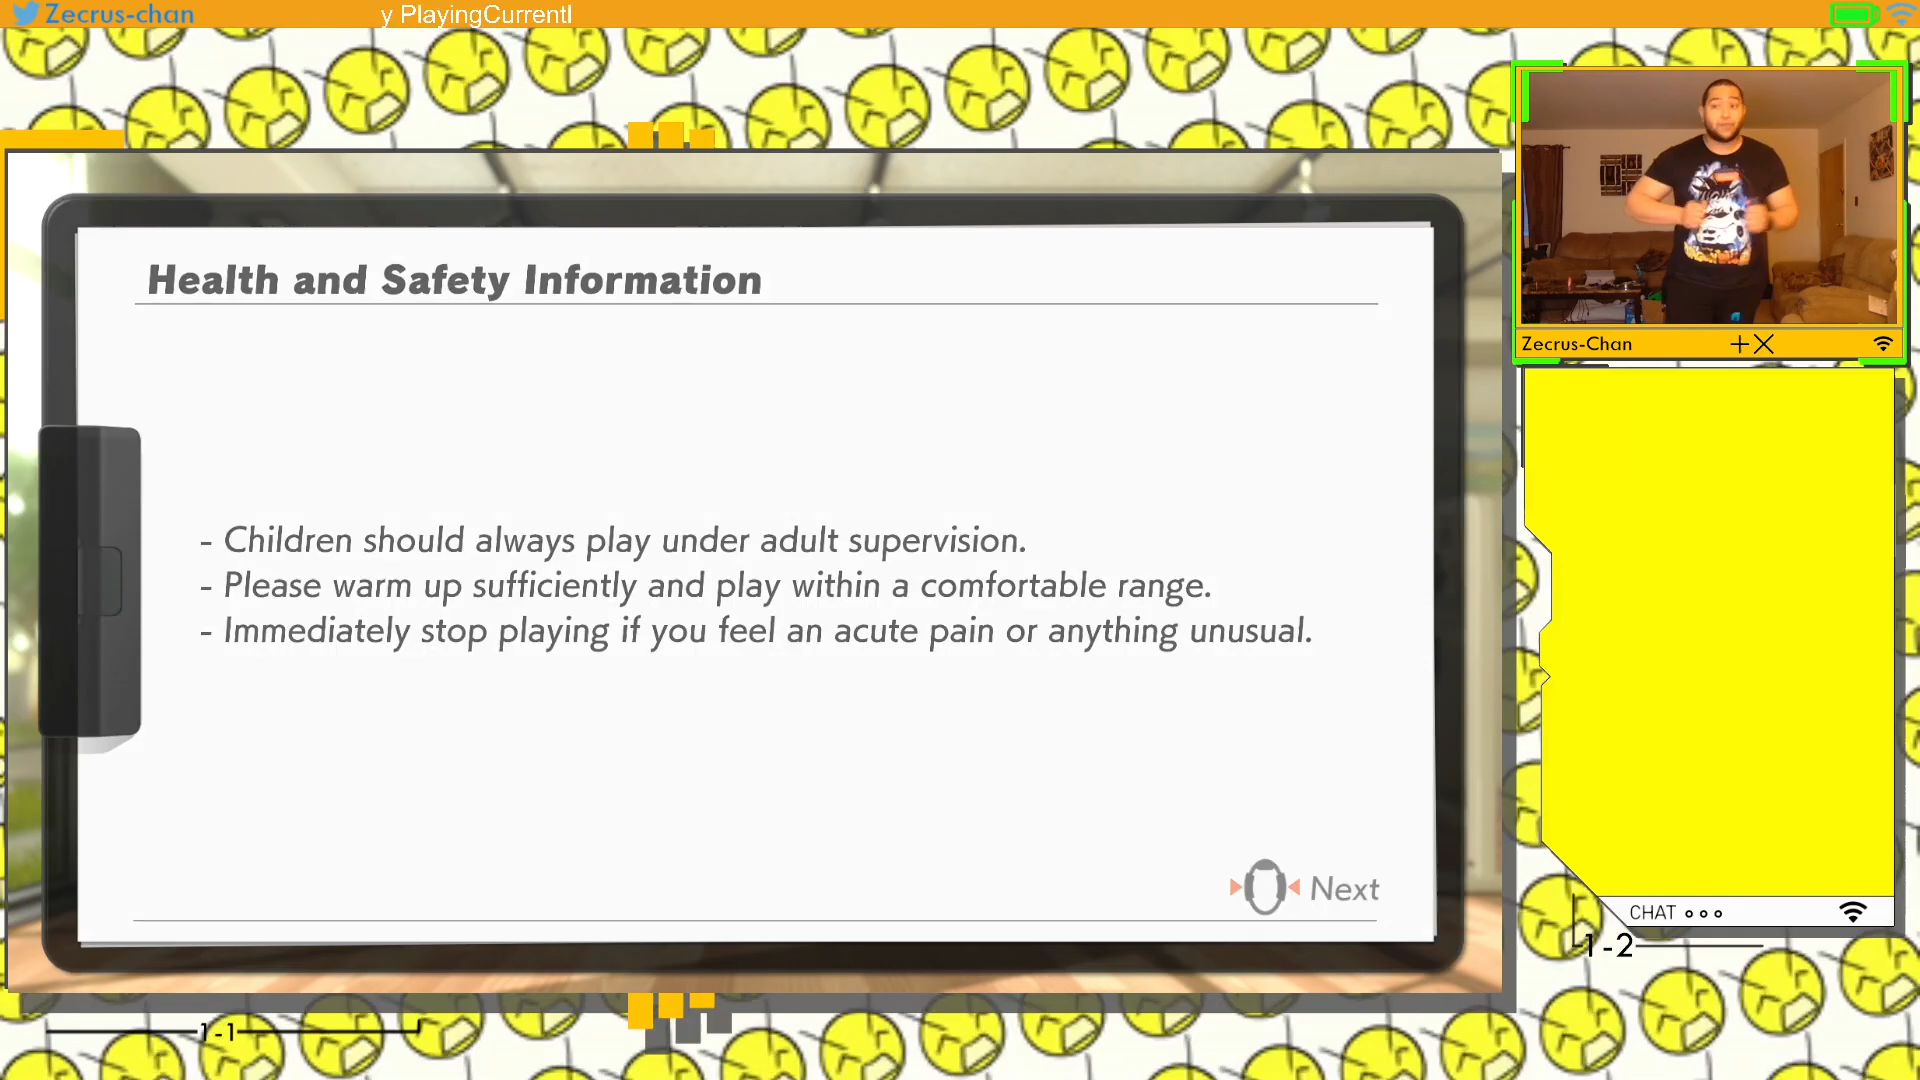 Zecrus-chan
y PlayingCurrentl
Health and Safety Information
- Children should always play under adult supervision.
- Please warm up sufficiently and play within a comfortable range.
- Immediately stop playing if you feel an acute pain or anything unusual.
Next
Zecrus-Chan
CHAT
1-2
1-1